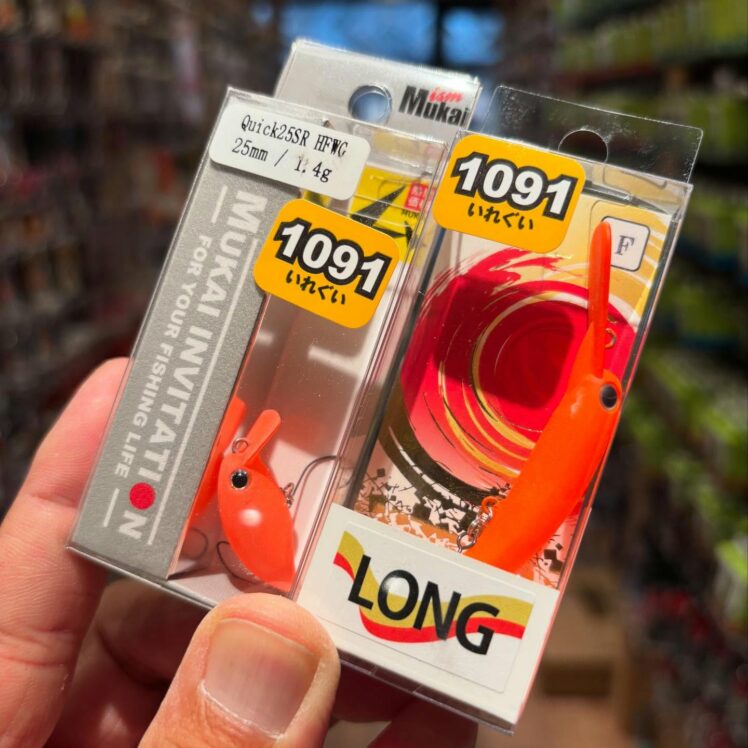 ism
Mukai
Quick25SR HFWG
25mm / 1.4g
MUKAI INVITATION
FOR YOUR FISHING LIFE
1091
いれぐい
1091
いれぐい
F
LONG